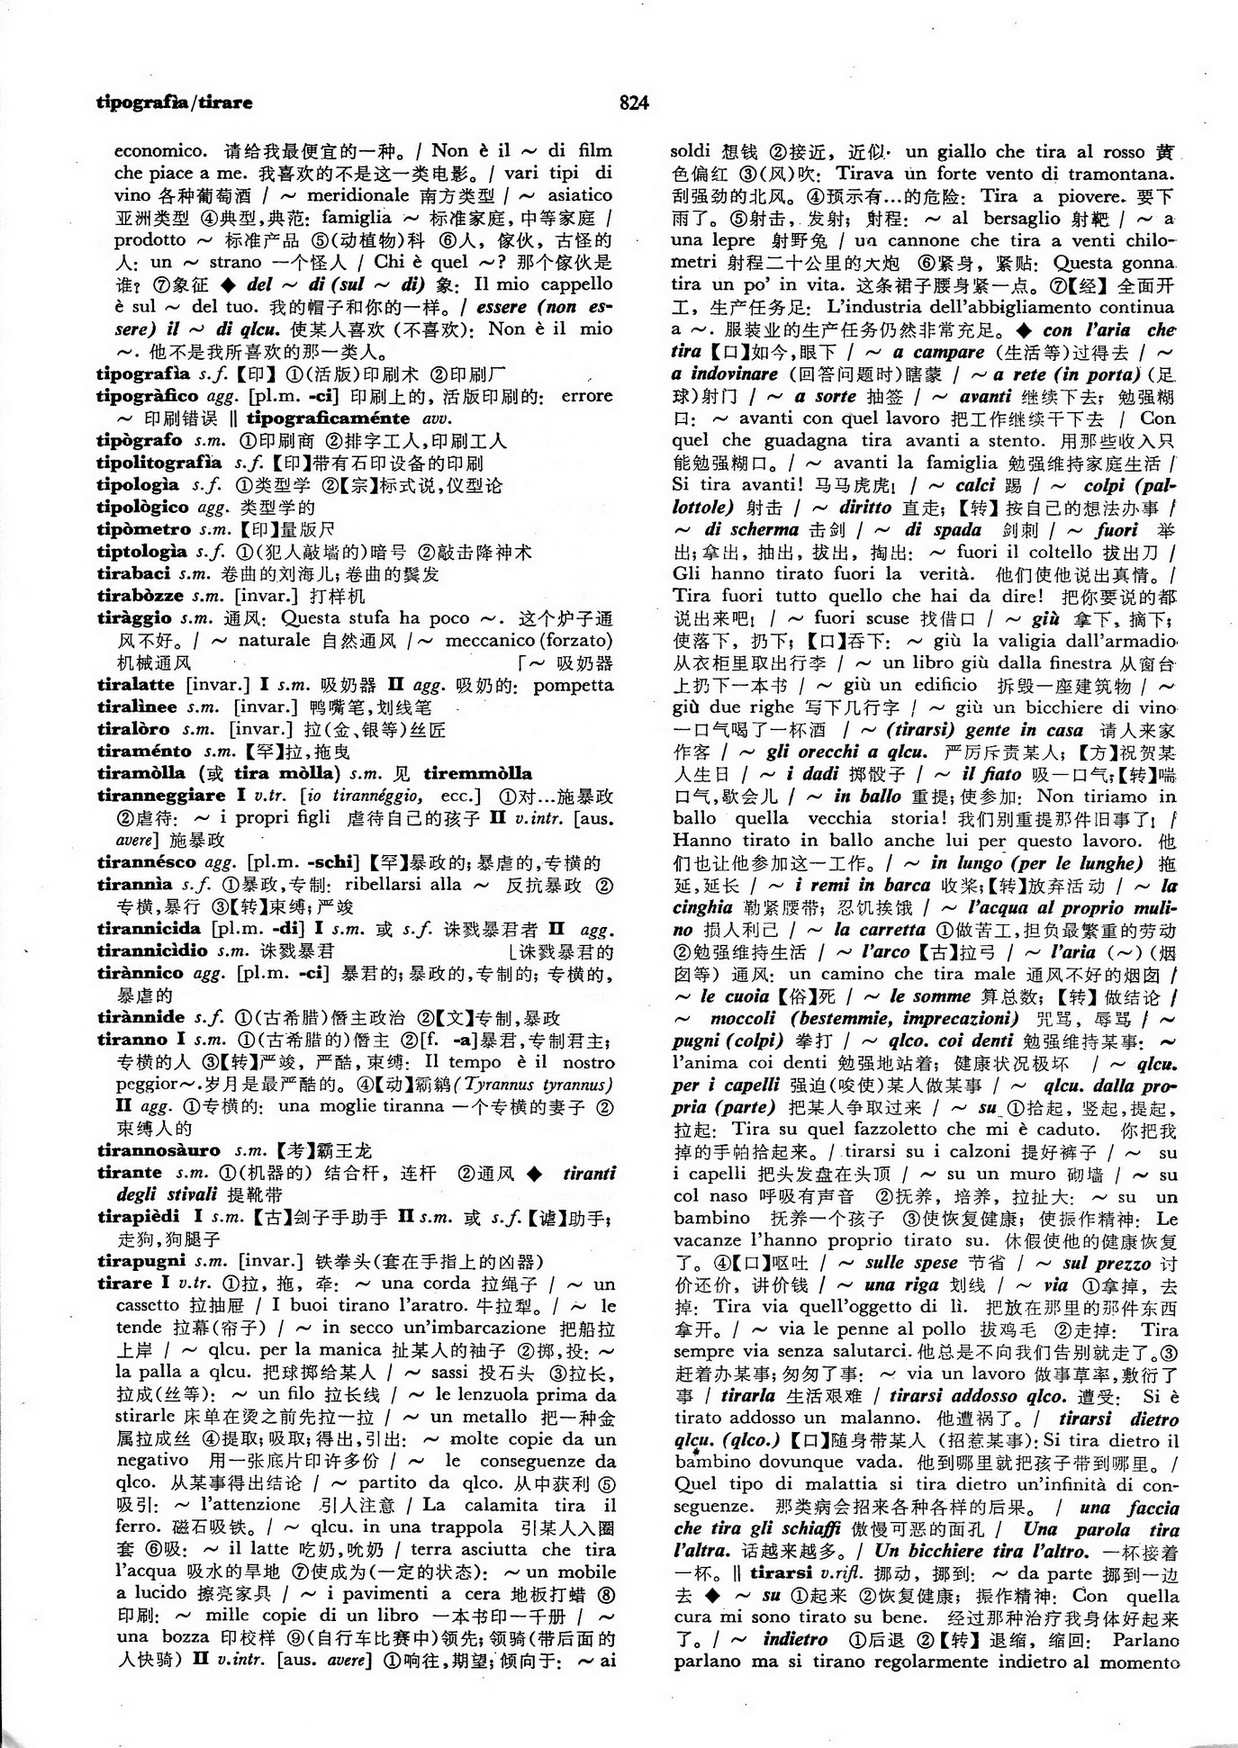 tipografìa/tirare
824
economico. 请给我最便宜的一种。/ Non è il ～ di film
che piace a me. 我喜欢的不是这一类电影。/ vari tipi di
vino 各种葡萄酒 / ～ meridionale 南方类型 / ～ asiatico
亚洲类型 ④典型,典范: famiglia ～ 标准家庭,中等家庭 /
prodotto ～ 标准产品 ⑤(动植物)科 ⑥人, 傢伙, 古怪的
人: un ～ strano 一个怪人 / Chi è quel ～? 那个傢伙是
谁? ⑦象征 ◆ del ～ di (sul ～ di) 象: Il mio cappello
è sul ～ del tuo. 我的帽子和你的一样。/ essere (non es-
sere) il ～ di qlcu. 使某人喜欢 (不喜欢): Non è il mio
～. 他不是我所喜欢的那一类人。
tipografìa s.f.【印】 ①(活版)印刷术 ②印刷厂
tipogràfico agg. [pl.m. -ci] 印刷上的, 活版印刷的: errore
～ 印刷错误 ‖ tipograficaménte avv.
tipògrafo s.m. ①印刷商 ②排字工人,印刷工人
tipolitografìa s.f.【印】带有石印设备的印刷
tipologìa s.f. ①类型学 ②【宗】标式说,仪型论
tipològico agg. 类型学的
tipòmetro s.m.【印】量版尺
tiptologìa s.f. ①(犯人敲墙的)暗号 ②敲击降神术
tirabaci s.m. 卷曲的刘海儿;卷曲的鬓发
tirabòzze s.m. [invar.] 打样机
tiràggio s.m. 通风: Questa stufa ha poco ～. 这个炉子通
风不好。/ ～ naturale 自然通风 /～ meccanico (forzato)
机械通风 「～ 吸奶器
tiralatte [invar.] I s.m. 吸奶器 II agg. 吸奶的: pompetta
tiralìnee s.m. [invar.] 鸭嘴笔,划线笔
tiralòro s.m. [invar.] 拉(金、银等)丝匠
tiraménto s.m.【罕】拉,拖曳
tiramòlla (或 tira mòlla) s.m. 见 tiremmòlla
tiranneggiare I v.tr. [io tirannéggio, ecc.] ①对…施暴政
②虐待: ～ i propri figli 虐待自己的孩子 II v.intr. [aus.
avere] 施暴政
tirannésco agg. [pl.m. -schi]【罕】暴政的;暴虐的,专横的
tirannìa s.f. ①暴政,专制: ribellarsi alla ～ 反抗暴政 ②
专横,暴行 ③【转】束缚;严竣
tirannicida [pl.m. -di] I s.m. 或 s.f. 诛戮暴君者 II agg.
tirannicìdio s.m. 诛戮暴君 ⌊诛戮暴君的
tirànnico agg. [pl.m. -ci] 暴君的;暴政的,专制的; 专横的,
暴虐的
tirànnide s.f. ①(古希腊)僭主政治 ②【文】专制,暴政
tiranno I s.m. ①(古希腊的)僭主 ②[f. -a]暴君,专制君主;
专横的人 ③【转】严竣, 严酷,束缚: Il tempo è il nostro
peggior～.岁月是最严酷的。④【动】霸鹟(Tyrannus tyrannus)
II agg. ①专横的: una moglie tiranna 一个专横的妻子 ②
束缚人的
tirannosàuro s.m.【考】霸王龙
tirante s.m. ①(机器的) 结合杆, 连杆 ②通风 ◆ tiranti
degli stivali 提靴带
tirapièdi I s.m.【古】刽子手助手 II s.m. 或 s.f.【谑】助手;
走狗,狗腿子
tirapugni s.m. [invar.] 铁拳头(套在手指上的凶器)
tirare I v.tr. ①拉, 拖, 牵: ～ una corda 拉绳子 / ～ un
cassetto 拉抽屉 / I buoi tirano l'aratro. 牛拉犁。/ ～ le
tende 拉幕(帘子) / ～ in secco un'imbarcazione 把船拉
上岸 / ～ qlcu. per la manica 扯某人的袖子 ②掷,投: ～
la palla a qlcu. 把球掷给某人 / ～ sassi 投石头 ③拉长,
拉成(丝等): ～ un filo 拉长线 / ～ le lenzuola prima da
stirarle 床单在烫之前先拉一拉 / ～ un metallo 把一种金
属拉成丝 ④提取;吸取;得出,引出: ～ molte copie da un
negativo 用一张底片印许多份 / ～ le conseguenze da
qlco. 从某事得出结论 / ～ partito da qlco. 从中获利 ⑤
吸引: ～ l'attenzione 引人注意 / La calamita tira il
ferro. 磁石吸铁。/ ～ qlcu. in una trappola 引某人入圈
套 ⑥吸: ～ il latte 吃奶,吮奶 / terra asciutta che tira
l'acqua 吸水的旱地 ⑦使成为(一定的状态): ～ un mobile
a lucido 擦亮家具 / ～ i pavimenti a cera 地板打蜡 ⑧
印刷: ～ mille copie di un libro 一本书印一千册 / ～
una bozza 印校样 ⑨(自行车比赛中)领先;领骑(带后面的
人快骑) II v.intr. [aus. avere] ①响往,期望;倾向于: ～ ai
soldi 想钱 ②接近, 近似: un giallo che tira al rosso 黄
色偏红 ③(风)吹: Tirava un forte vento di tramontana.
刮强劲的北风。④预示有…的危险: Tira a piovere. 要下
雨了。⑤射击, 发射; 射程: ～ al bersaglio 射靶 / ～ a
una lepre 射野兔 / un cannone che tira a venti chilo-
metri 射程二十公里的大炮 ⑥紧身, 紧贴: Questa gonna
tira un po' in vita. 这条裙子腰身紧一点。⑦【经】全面开
工, 生产任务足: L'industria dell'abbigliamento continua
a ～. 服装业的生产任务仍然非常充足。◆ con l'aria che
tira【口】如今,眼下 / ～ a campare (生活等)过得去 / ～
a indovinare (回答问题时)瞎蒙 / ～ a rete (in porta) (足
球)射门 / ～ a sorte 抽签 / ～ avanti 继续下去; 勉强糊
口: ～ avanti con quel lavoro 把工作继续干下去 / Con
quel che guadagna tira avanti a stento. 用那些收入只
能勉强糊口。/ ～ avanti la famiglia 勉强维持家庭生活 /
Si tira avanti! 马马虎虎! / ～ calci 踢 / ～ colpi (pal-
lottole) 射击 / ～ diritto 直走; 【转】按自己的想法办事 /
～ di scherma 击剑 / ～ di spada 剑刺 / ～ fuori 举
出;拿出, 抽出, 拔出, 掏出: ～ fuori il coltello 拔出刀 /
Gli hanno tirato fuori la verità. 他们使他说出真情。/
Tira fuori tutto quello che hai da dire! 把你要说的都
说出来吧! / ～ fuori scuse 找借口 / ～ giù 拿下, 摘下;
使落下, 扔下; 【口】吞下: ～ giù la valigia dall'armadio
从衣柜里取出行李 / ～ un libro giù dalla finestra 从窗台
上扔下一本书 / ～ giù un edificio 拆毁一座建筑物 / ～
giù due righe 写下几行字 / ～ giù un bicchiere di vino
一口气喝了一杯酒 / ～ (tirarsi) gente in casa 请人来家
作客 / ～ gli orecchi a qlcu. 严厉斥责某人; 【方】祝贺某
人生日 / ～ i dadi 掷骰子 / ～ il fiato 吸一口气;【转】喘
口气,歇会儿 / ～ in ballo 重提;使参加: Non tiriamo in
ballo quella vecchia storia! 我们别重提那件旧事了! /
Hanno tirato in ballo anche lui per questo lavoro. 他
们也让他参加这一工作。/ ～ in lungo (per le lunghe) 拖
延,延长 / ～ i remi in barca 收桨;【转】放弃活动 / ～ la
cinghia 勒紧腰带; 忍饥挨饿 / ～ l'acqua al proprio muli-
no 损人利己 / ～ la carretta ①做苦工,担负最繁重的劳动
②勉强维持生活 / ～ l'arco【古】拉弓 / ～ l'aria (～) (烟
囱等) 通风: un camino che tira male 通风不好的烟囱 /
～ le cuoia【俗】死 / ～ le somme 算总数; 【转】做结论 /
～ moccoli (bestemmie, imprecazioni) 咒骂, 辱骂 / ～
pugni (colpi) 拳打 / ～ qlco. coi denti 勉强维持某事: ～
l'anima coi denti 勉强地站着; 健康状况极坏 / ～ qlcu.
per i capelli 强迫(唆使)某人做某事 / ～ qlcu. dalla pro-
pria (parte) 把某人争取过来 / ～ su ①拾起, 竖起,提起,
拉起: Tira su quel fazzoletto che mi è caduto. 你把我
掉的手帕拾起来。/ tirarsi su i calzoni 提好裤子 / ～ su
i capelli 把头发盘在头顶 / ～ su un muro 砌墙 / ～ su
col naso 呼吸有声音 ②抚养, 培养, 拉扯大: ～ su un
bambino 抚养一个孩子 ③使恢复健康; 使振作精神: Le
vacanze l'hanno proprio tirato su. 休假使他的健康恢复
了。④【口】呕吐 / ～ sulle spese 节省 / ～ sul prezzo 讨
价还价, 讲价钱 / ～ una riga 划线 / ～ via ①拿掉, 去
掉: Tira via quell'oggetto di lì. 把放在那里的那件东西
拿开。/ ～ via le penne al pollo 拔鸡毛 ②走掉: Tira
sempre via senza salutarci. 他总是不向我们告别就走了。③
赶着办某事;匆匆了事: ～ via un lavoro 做事草率,敷衍了
事 / tirarla 生活艰难 / tirarsi addosso qlco. 遭受: Si è
tirato addosso un malanno. 他遭祸了。/ tirarsi dietro
qlcu. (qlco.)【口】随身带某人 (招惹某事): Si tira dietro il
bambino dovunque vada. 他到哪里就把孩子带到哪里。/
Quel tipo di malattia si tira dietro un'infinità di con-
seguenze. 那类病会招来各种各样的后果。/ una faccia
che tira gli schiaffi 傲慢可恶的面孔 / Una parola tira
l'altra. 话越来越多。/ Un bicchiere tira l'altro. 一杯接着
一杯。‖ tirarsi v.rifl. 挪动, 挪到: ～ da parte 挪到一边
去 ◆ ～ su ①起来 ②恢复健康; 振作精神: Con quella
cura mi sono tirato su bene. 经过那种治疗我身体好起来
了。/ ～ indietro ①后退 ②【转】退缩, 缩回: Parlano
parlano ma si tirano regolarmente indietro al momento